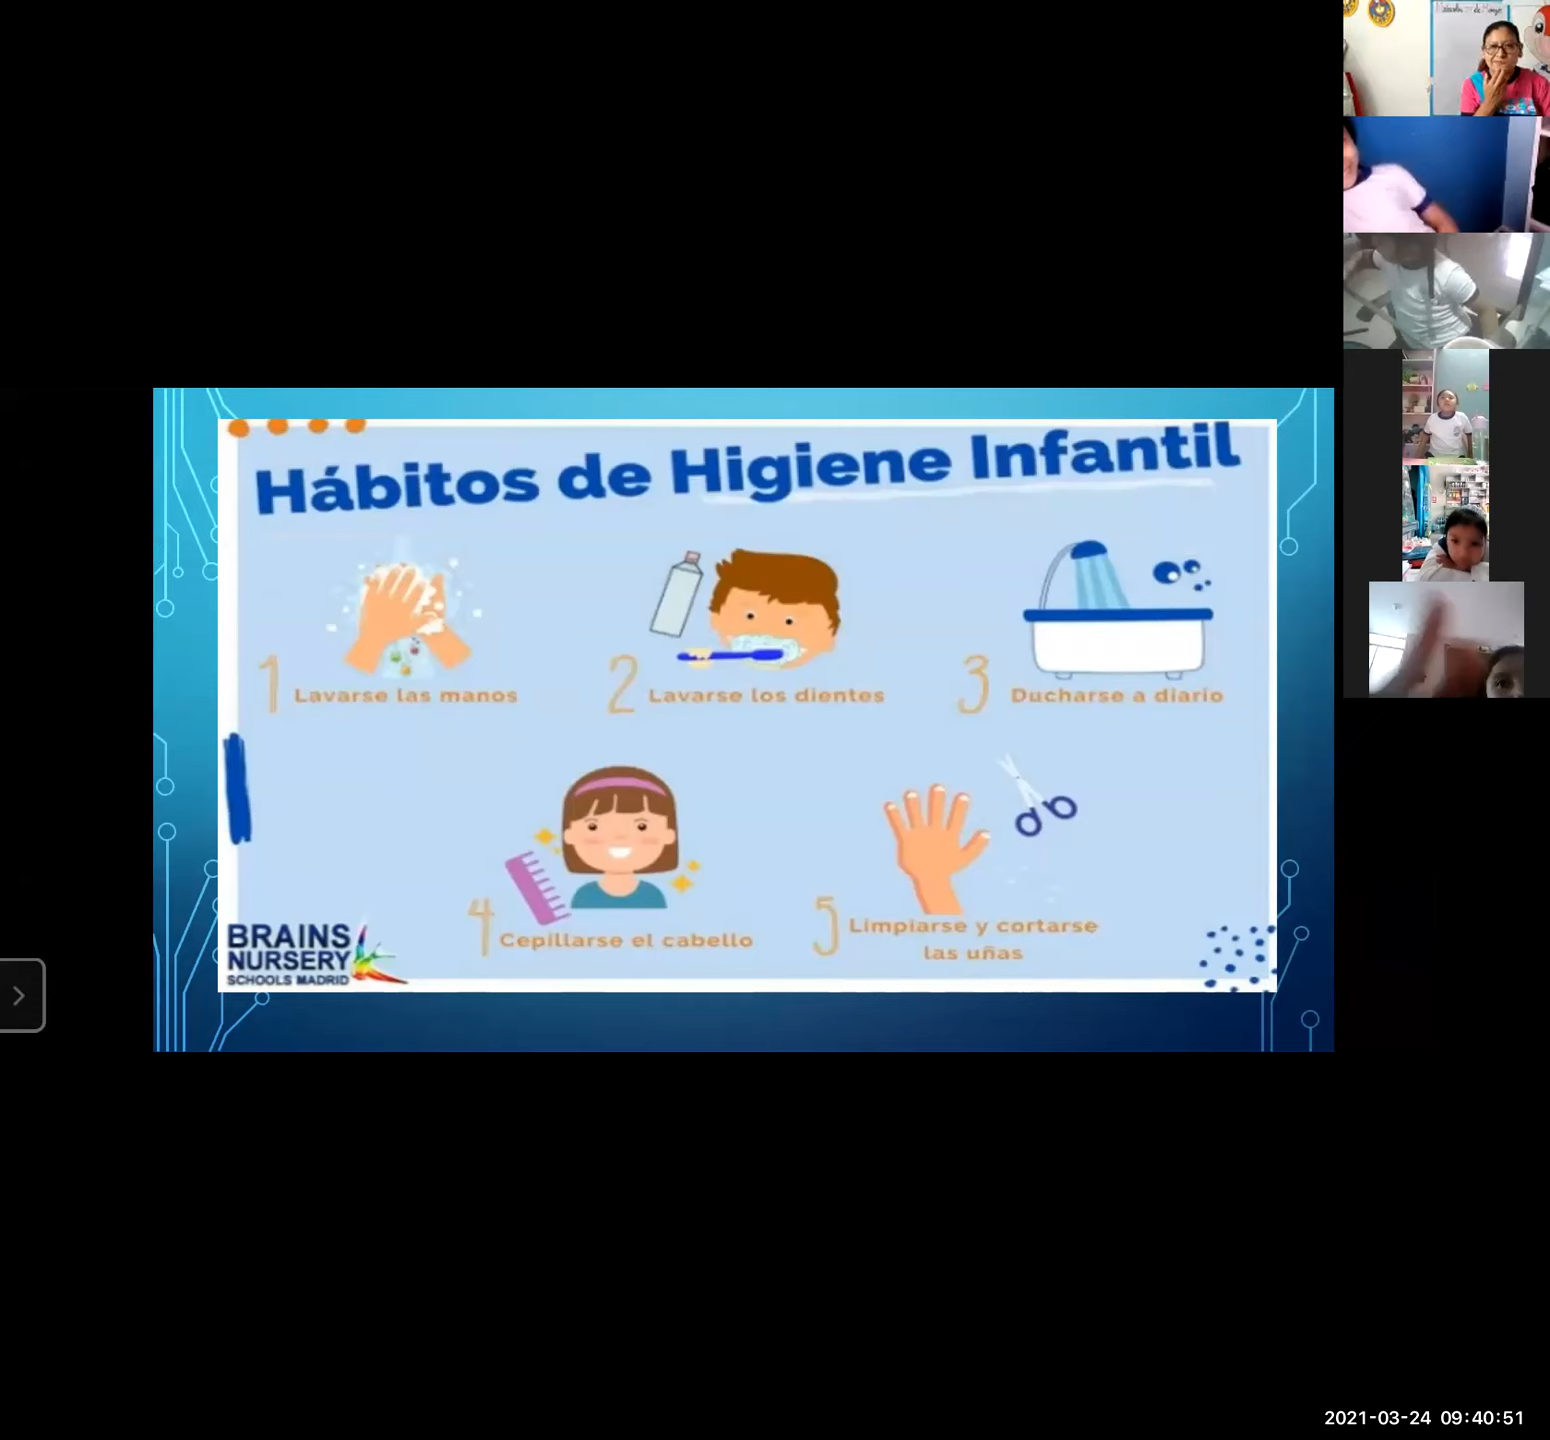 Hábitos de Higiene Infantil
1 Lavarse las manos
2 Lavarse los dientes
3 Ducharse a diario
4 Cepillarse el cabello
5 Limpiarse y cortarse
las uñas
BRAINS
NURSERY
SCHOOLS MADRID
2021-03-24 09:40:51